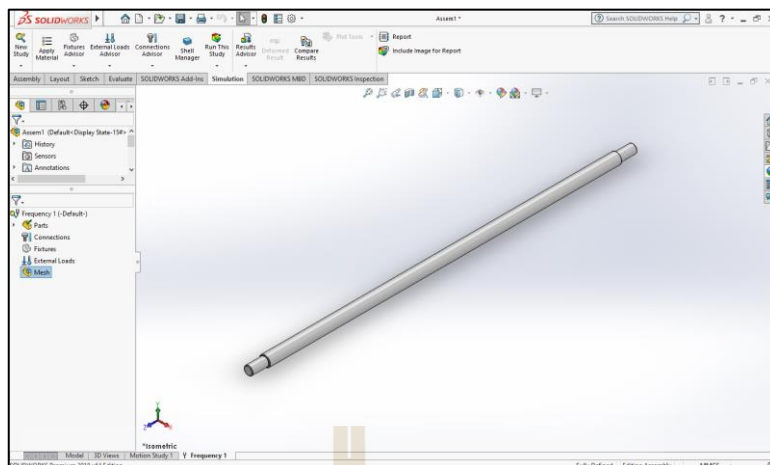 SOLIDWORKS
Assem1 *
Search SOLIDWORKS Help
New Study
Apply Material
Fixtures Advisor
External Loads Advisor
Connections Advisor
Shell Manager
Run This Study
Results Advisor
Deformed Result
Compare Results
Plot Tools
Report
Include Image for Report
Assembly Layout Sketch Evaluate SOLIDWORKS Add-Ins Simulation SOLIDWORKS MBD SOLIDWORKS Inspection
Assem1 (Default<Display State-15#>
History
Sensors
Annotations
Frequency 1 (-Default-)
Parts
Connections
Fixtures
External Loads
Mesh
Y
Z
X
*Isometric
Model 3D Views Motion Study 1 Frequency 1
Fully Defined Editing Assembly MMGS